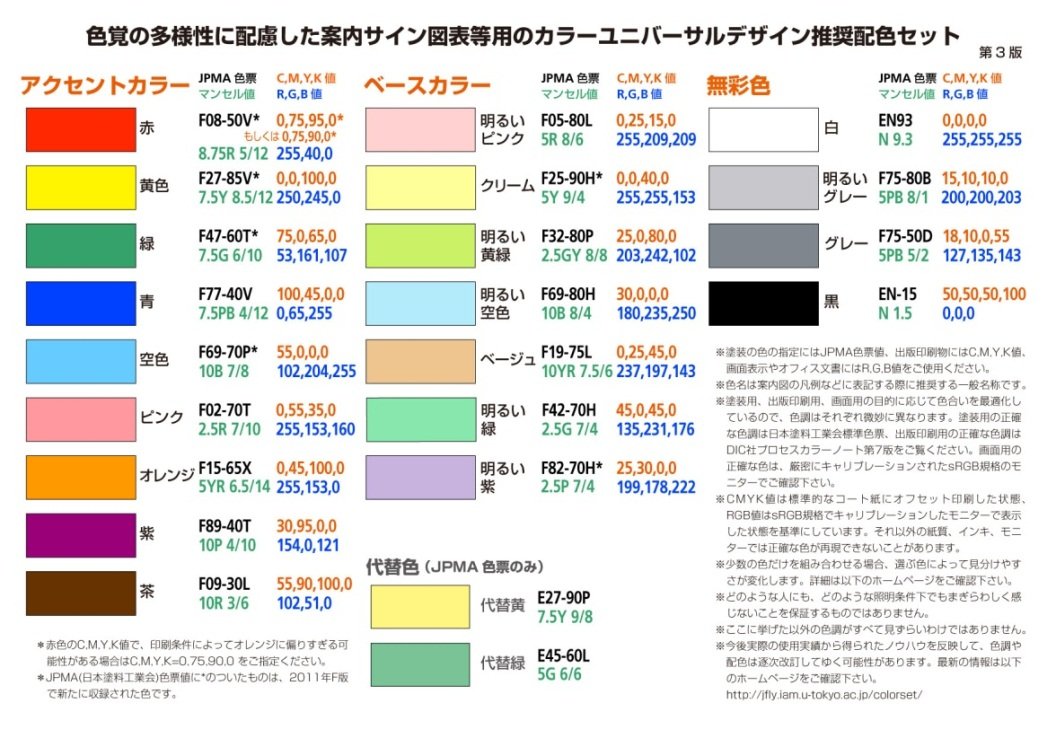 色覚の多様性に配慮した案内サイン図表等用のカラーユニバーサルデザイン推奨配色セット
第３版
アクセントカラー
JPMA 色票 C,M,Y,K 値
マンセル値 R,G,B 値
赤
F08-50V* 0,75,95,0*
もしくは 0,75,90,0*
8.75R 5/12 255,40,0
黄色
F27-85V* 0,0,100,0
7.5Y 8.5/12 250,245,0
緑
F47-60T* 75,0,65,0
7.5G 6/10 53,161,107
青
F77-40V 100,45,0,0
7.5PB 4/12 0,65,255
空色
F69-70P* 55,0,0,0
10B 7/8 102,204,255
ピンク
F02-70T 0,55,35,0
2.5R 7/10 255,153,160
オレンジ
F15-65X 0,45,100,0
5YR 6.5/14 255,153,0
紫
F89-40T 30,95,0,0
10P 4/10 154,0,121
茶
F09-30L 55,90,100,0
10R 3/6 102,51,0
＊赤色のC,M,Y,K値で、印刷条件によってオレンジに偏りすぎる可
能性がある場合はC,M,Y,K=0,75,90,0 をご指定ください。
＊JPMA(日本塗料工業会)色票値に*のついたものは、2011年F版
で新たに収録された色です。
ベースカラー
JPMA 色票 C,M,Y,K 値
マンセル値 R,G,B 値
明るい
ピンク
F05-80L 0,25,15,0
5R 8/6 255,209,209
クリーム
F25-90H* 0,0,40,0
5Y 9/4 255,255,153
明るい
黄緑
F32-80P 25,0,80,0
2.5GY 8/8 203,242,102
明るい
空色
F69-80H 30,0,0,0
10B 8/4 180,235,250
ベージュ
F19-75L 0,25,45,0
10YR 7.5/6 237,197,143
明るい
緑
F42-70H 45,0,45,0
2.5G 7/4 135,231,176
明るい
紫
F82-70H* 25,30,0,0
2.5P 7/4 199,178,222
代替色（JPMA 色票のみ）
代替黄
E27-90P
7.5Y 9/8
代替緑
E45-60L
5G 6/6
無彩色
JPMA 色票 C,M,Y,K 値
マンセル値 R,G,B 値
白
EN93 0,0,0,0
N 9.3 255,255,255
明るい
グレー
F75-80B 15,10,10,0
5PB 8/1 200,200,203
グレー
F75-50D 18,10,0,55
5PB 5/2 127,135,143
黒
EN-15 50,50,50,100
N 1.5 0,0,0
※塗装の色の指定にはJPMA色票値、出版印刷物にはC,M,Y,K値、
画面表示やオフィス文書にはR,G,B値をご使用ください。
※色名は案内図の凡例などに表記する際に推奨する一般名称です。
※塗装用、出版印刷用、画面用の目的に応じて色合いを最適化し
ているので、色調はそれぞれ微妙に異なります。塗装用の正確
な色調は日本塗料工業会標準色票、出版印刷用の正確な色調は
DIC社プロセスカラーノート第7版をご覧ください。画面用の
正確な色は、厳密にキャリブレーションされたsRGB規格のモ
ニターでご確認下さい。
※CMYK値は標準的なコート紙にオフセット印刷した状態、
RGB値はsRGB規格でキャリブレーションしたモニターで表示
した状態を基準にしています。それ以外の紙質、インキ、モニ
ターでは正確な色が再現できないことがあります。
※少数の色だけを組み合わせる場合、選ぶ色によって見分けやす
さが変化します。詳細は以下のホームページをご確認下さい。
※どのような人にも、どのような照明条件下でもまぎらわしく感
じないことを保証するものではありません。
※ここに挙げた以外の色調がすべて見ずらいわけではありません。
※今後実際の使用実績から得られたノウハウを反映して、色調や
配色は逐次改訂してゆく可能性があります。最新の情報は以下
のホームページをご確認下さい。
http://jfly.iam.u-tokyo.ac.jp/colorset/